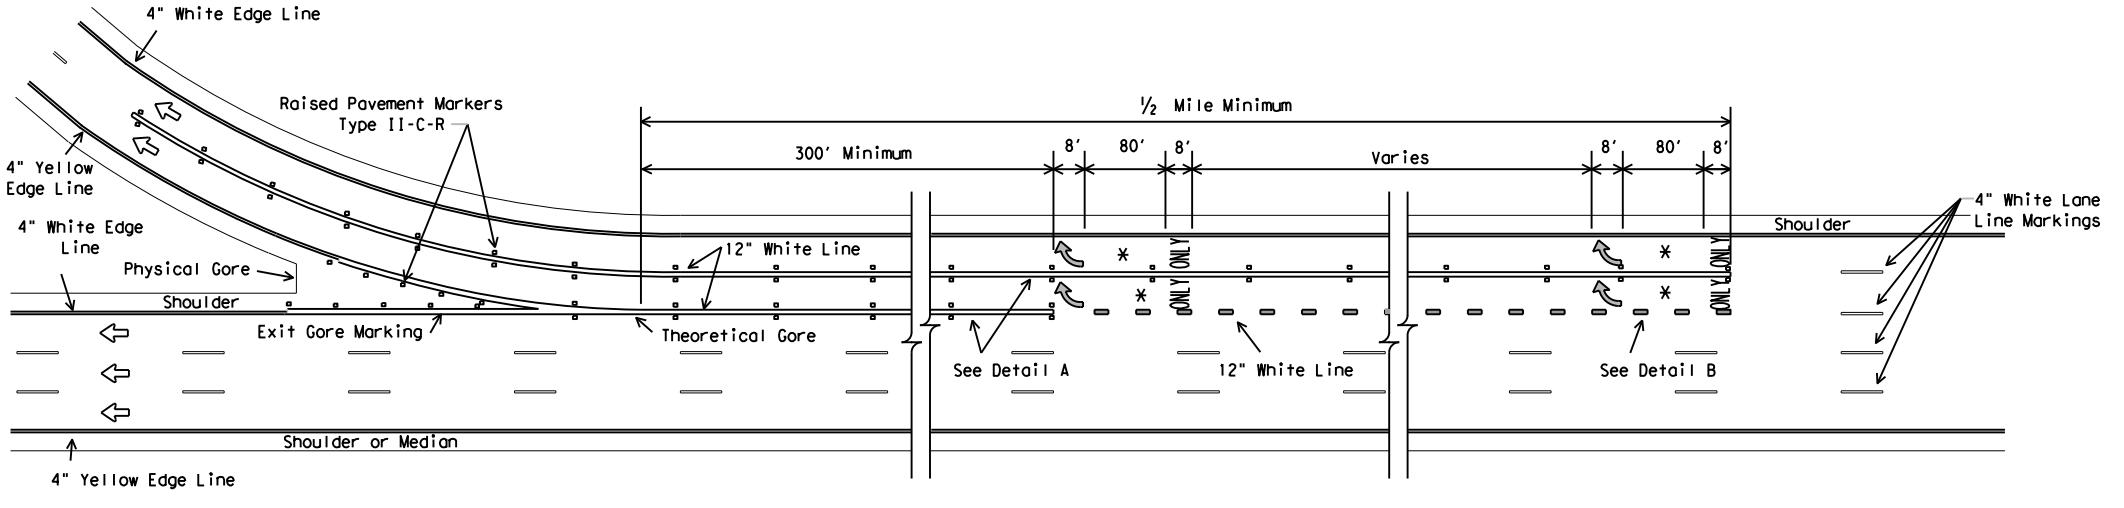 4" White Edge Line
Raised Pavement Markers
Type II-C-R
4" Yellow
Edge Line
4" White Edge
Line
Physical Gore
Shoulder
Exit Gore Marking
Theoretical Gore
12" White Line
½ Mile Minimum
300' Minimum
8'
80'
8'
Varies
8'
80'
8'
Shoulder
4" White Lane
Line Markings
*
ONLY
*
ONLY
*
ONLY
*
ONLY
See Detail A
12" White Line
See Detail B
Shoulder or Median
4" Yellow Edge Line